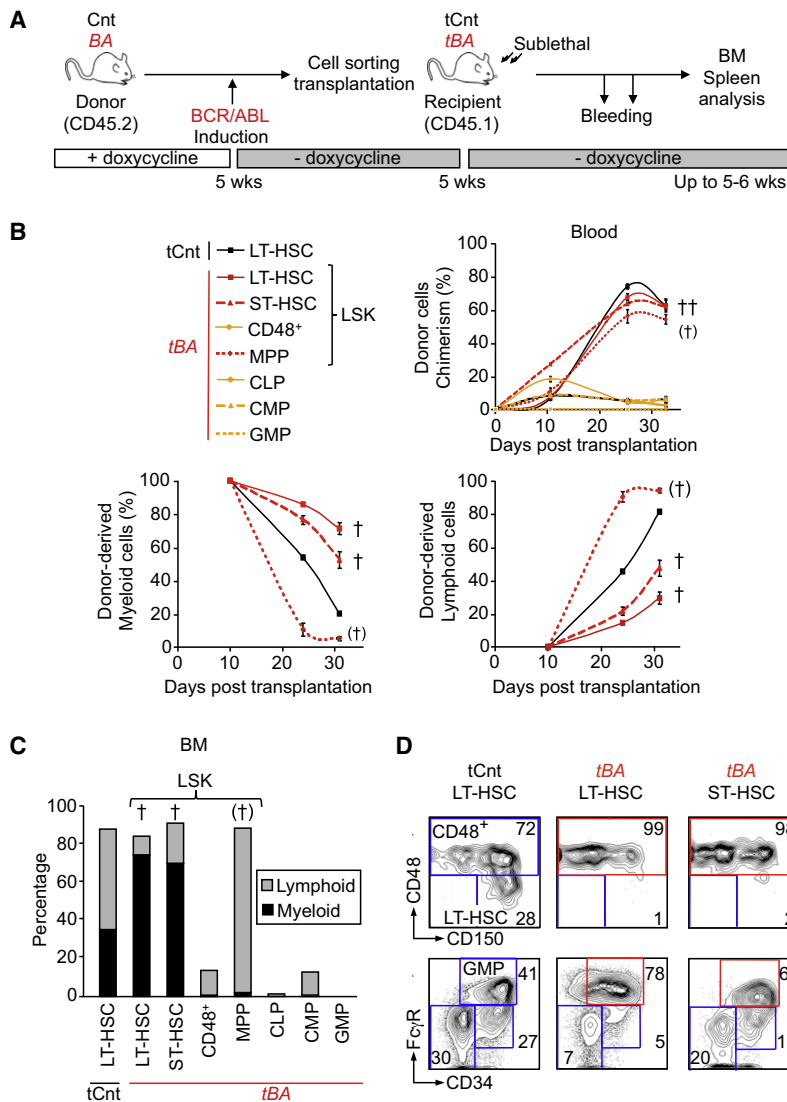 A
Cnt
BA
Donor
(CD45.2)
BCR/ABL
Induction
Cell sorting
transplantation
tCnt
tBA
Sublethal
Recipient
(CD45.1)
Bleeding
BM
Spleen
analysis
+ doxycycline
- doxycycline
- doxycycline
5 wks
5 wks
Up to 5-6 wks
B
tCnt
LT-HSC
tBA
LT-HSC
ST-HSC
CD48+
MPP
CLP
CMP
GMP
LSK
Blood
Donor cells
Chimerism (%)
100
80
60
40
20
0
0 10 20 30
Days post transplantation
††
(†)
Donor-derived
Myeloid cells (%)
100
80
60
40
20
0
0 10 20 30
Days post transplantation
†
†
(†)
Donor-derived
Lymphoid cells
100
80
60
40
20
0
0 10 20 30
Days post transplantation
(†)
†
†
C
BM
LSK
† † (†)
Percentage
100
80
60
40
20
0
Lymphoid
Myeloid
LT-HSC
LT-HSC
ST-HSC
CD48+
MPP
CLP
CMP
GMP
tCnt
tBA
D
tCnt
LT-HSC
tBA
LT-HSC
tBA
ST-HSC
CD48+
72
LT-HSC
28
99
1
98
2
CD48
CD150
GMP
41
27
30
78
5
7
6
1
20
FcγR
CD34